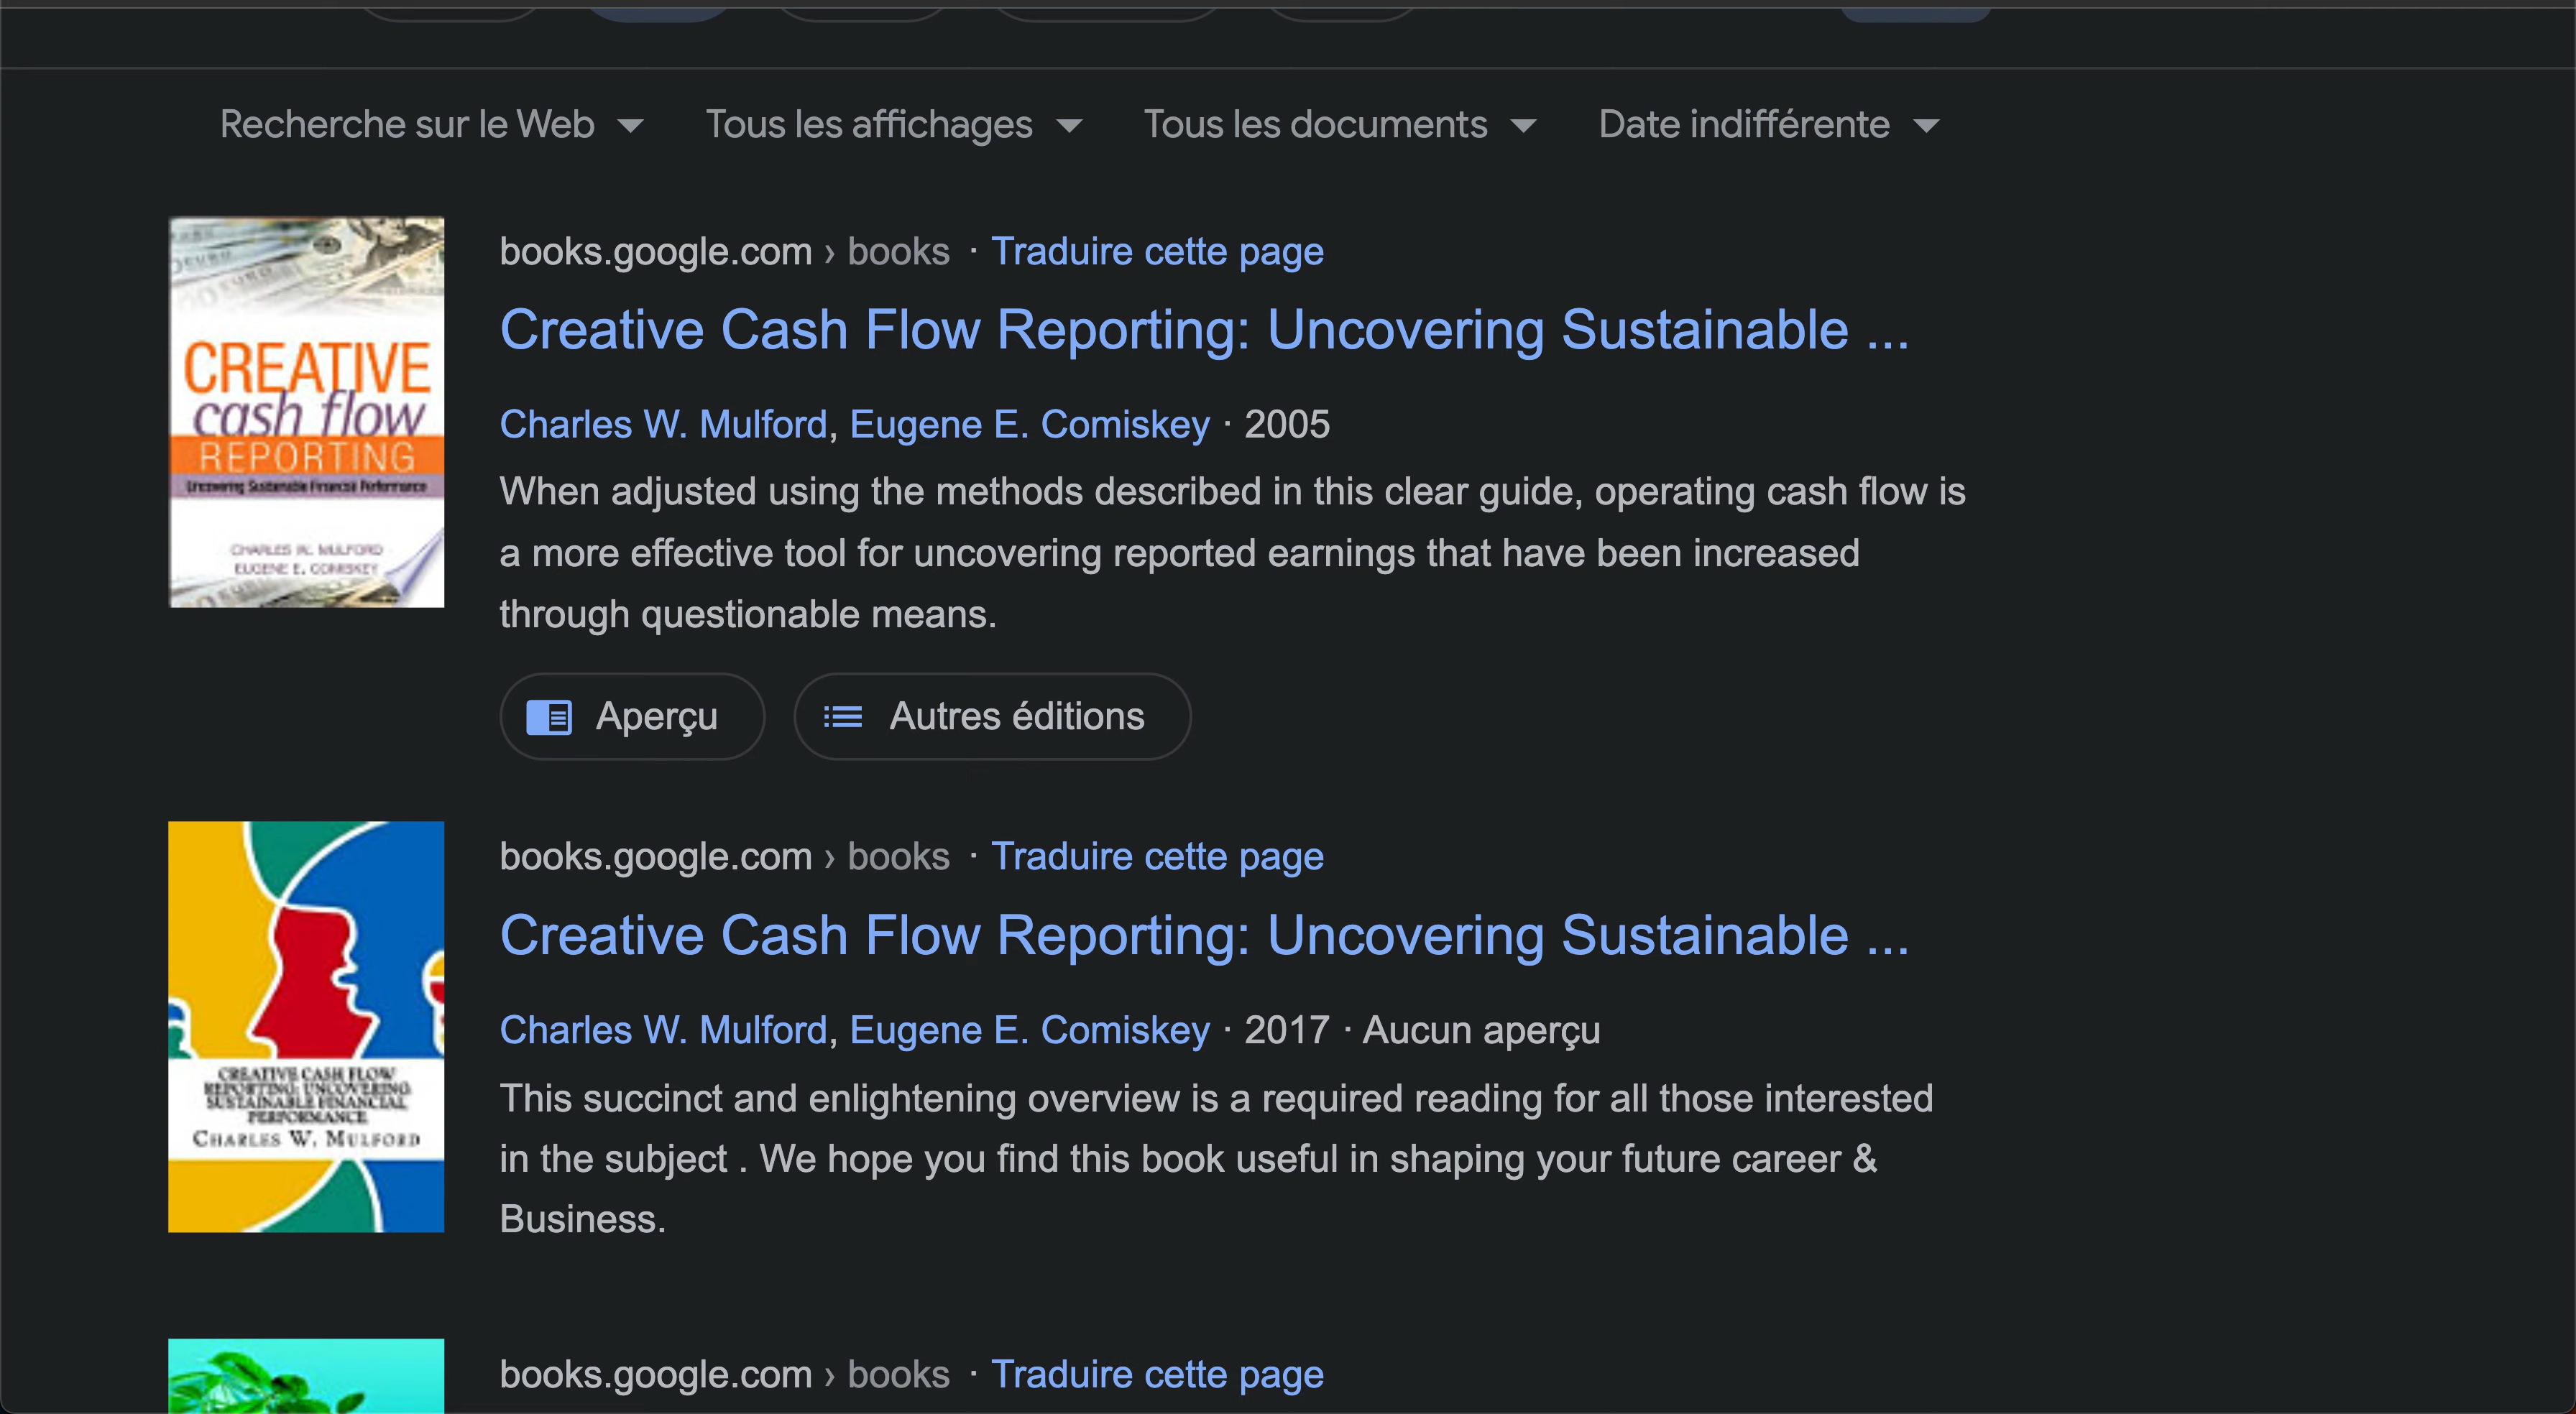 Recherche sur le Web Tous les affichages Tous les documents Date indifférente
CREATIVE
cash flow
REPORTING
Uncovering Sustainable Financial Performance
CHARLES W. MULFORD
EUGENE E. COMISKEY
books.google.com › books · Traduire cette page
Creative Cash Flow Reporting: Uncovering Sustainable ...
Charles W. Mulford, Eugene E. Comiskey · 2005
When adjusted using the methods described in this clear guide, operating cash flow is
a more effective tool for uncovering reported earnings that have been increased
through questionable means.
Aperçu Autres éditions
CREATIVE CASH FLOW
REPORTING: UNCOVERING
SUSTAINABLE FINANCIAL
PERFORMANCE
CHARLES W. MULFORD
books.google.com › books · Traduire cette page
Creative Cash Flow Reporting: Uncovering Sustainable ...
Charles W. Mulford, Eugene E. Comiskey · 2017 · Aucun aperçu
This succinct and enlightening overview is a required reading for all those interested
in the subject . We hope you find this book useful in shaping your future career &
Business.
books.google.com › books · Traduire cette page